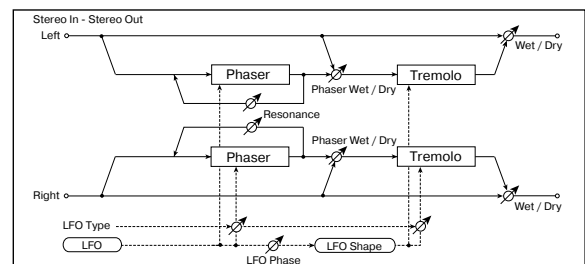 Stereo In - Stereo Out
Left
Wet / Dry
Phaser
Phaser Wet / Dry
Tremolo
Resonance
Phaser Wet / Dry
Phaser
Tremolo
Right
Wet / Dry
LFO Type
LFO
LFO Shape
LFO Phase